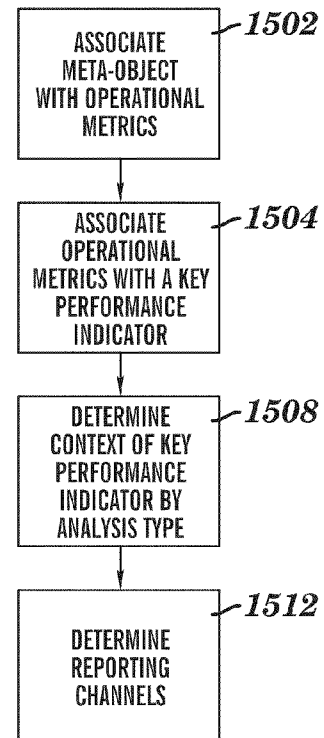 1502
ASSOCIATE
META-OBJECT
WITH OPERATIONAL
METRICS
1504
ASSOCIATE
OPERATIONAL
METRICS WITH A KEY
PERFORMANCE
INDICATOR
1508
DETERMINE
CONTEXT OF KEY
PERFORMANCE
INDICATOR BY
ANALYSIS TYPE
1512
DETERMINE
REPORTING
CHANNELS